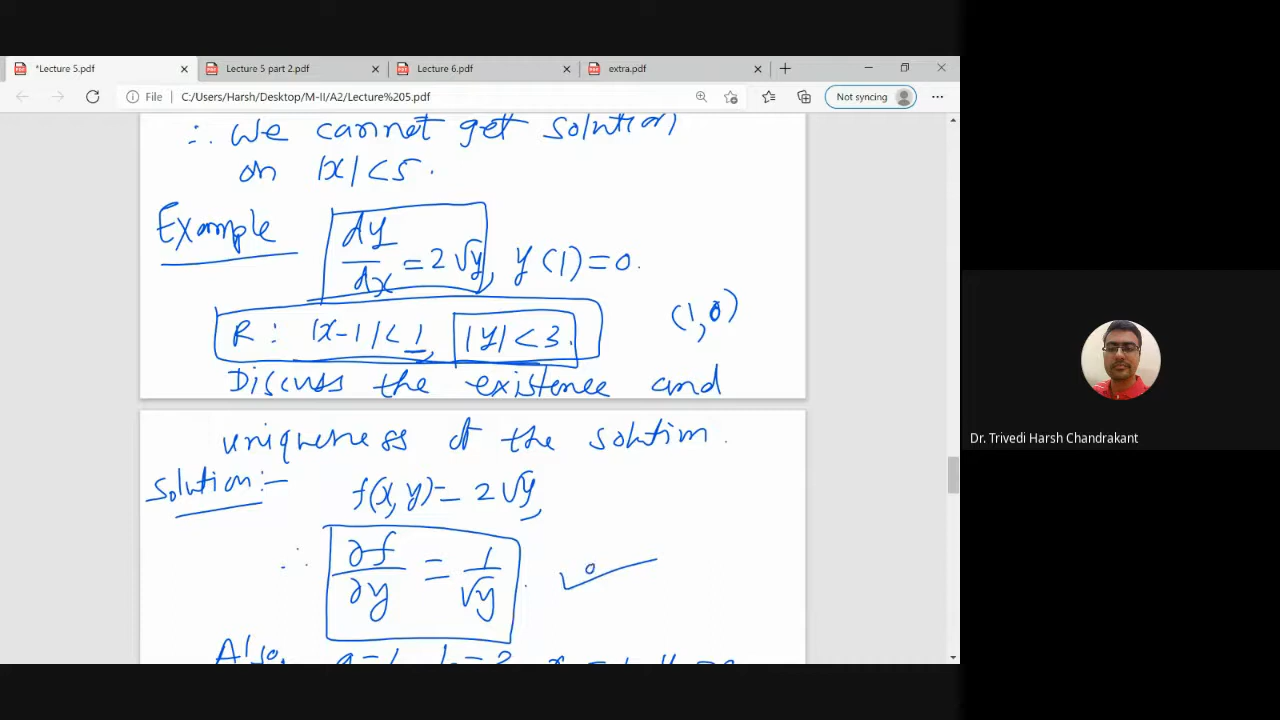 *Lecture 5.pdf
Lecture 5 part 2.pdf
Lecture 6.pdf
extra.pdf
File
C:/Users/Harsh/Desktop/M-II/A2/Lecture%205.pdf
Not syncing
∴ We cannot get solution
on |x| < 5.
Example dy/dx = 2√y, y(1) = 0.
R : |x-1| < 1, |y| < 3. (1,0)
Discuss the existence and
uniqueness of the solution.
Solution:- f(x,y) = 2√y,
∴ ∂f/∂y = 1/√y.
Also,
Dr. Trivedi Harsh Chandrakant